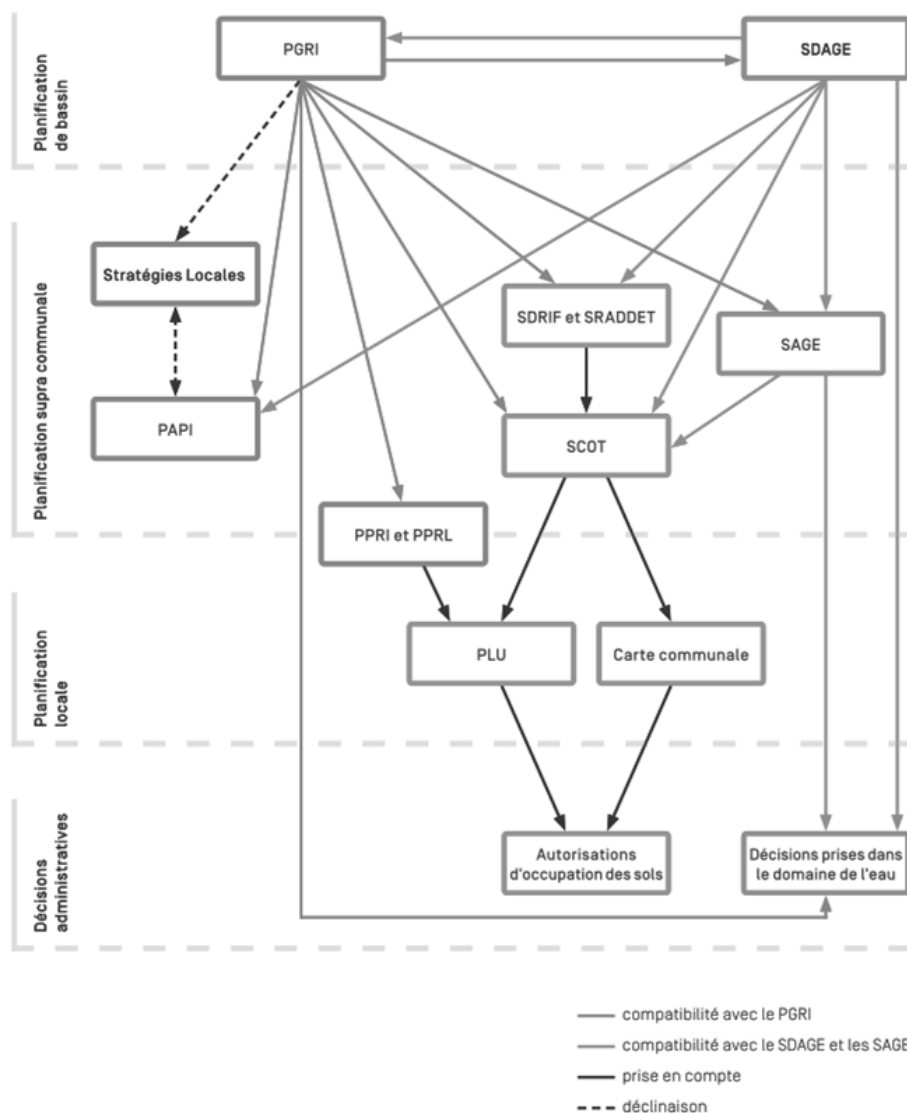 Planification
de bassin
PGRI
SDAGE
Planification supra communale
Stratégies Locales
SDRIF et SRADDET
SAGE
PAPI
SCOT
PPRI et PPRL
Planification
locale
PLU
Carte communale
Décisions
administratives
Autorisations
d'occupation des sols
Décisions prises dans
le domaine de l'eau
compatibilité avec le PGRI
compatibilité avec le SDAGE et les SAGE
prise en compte
déclinaison